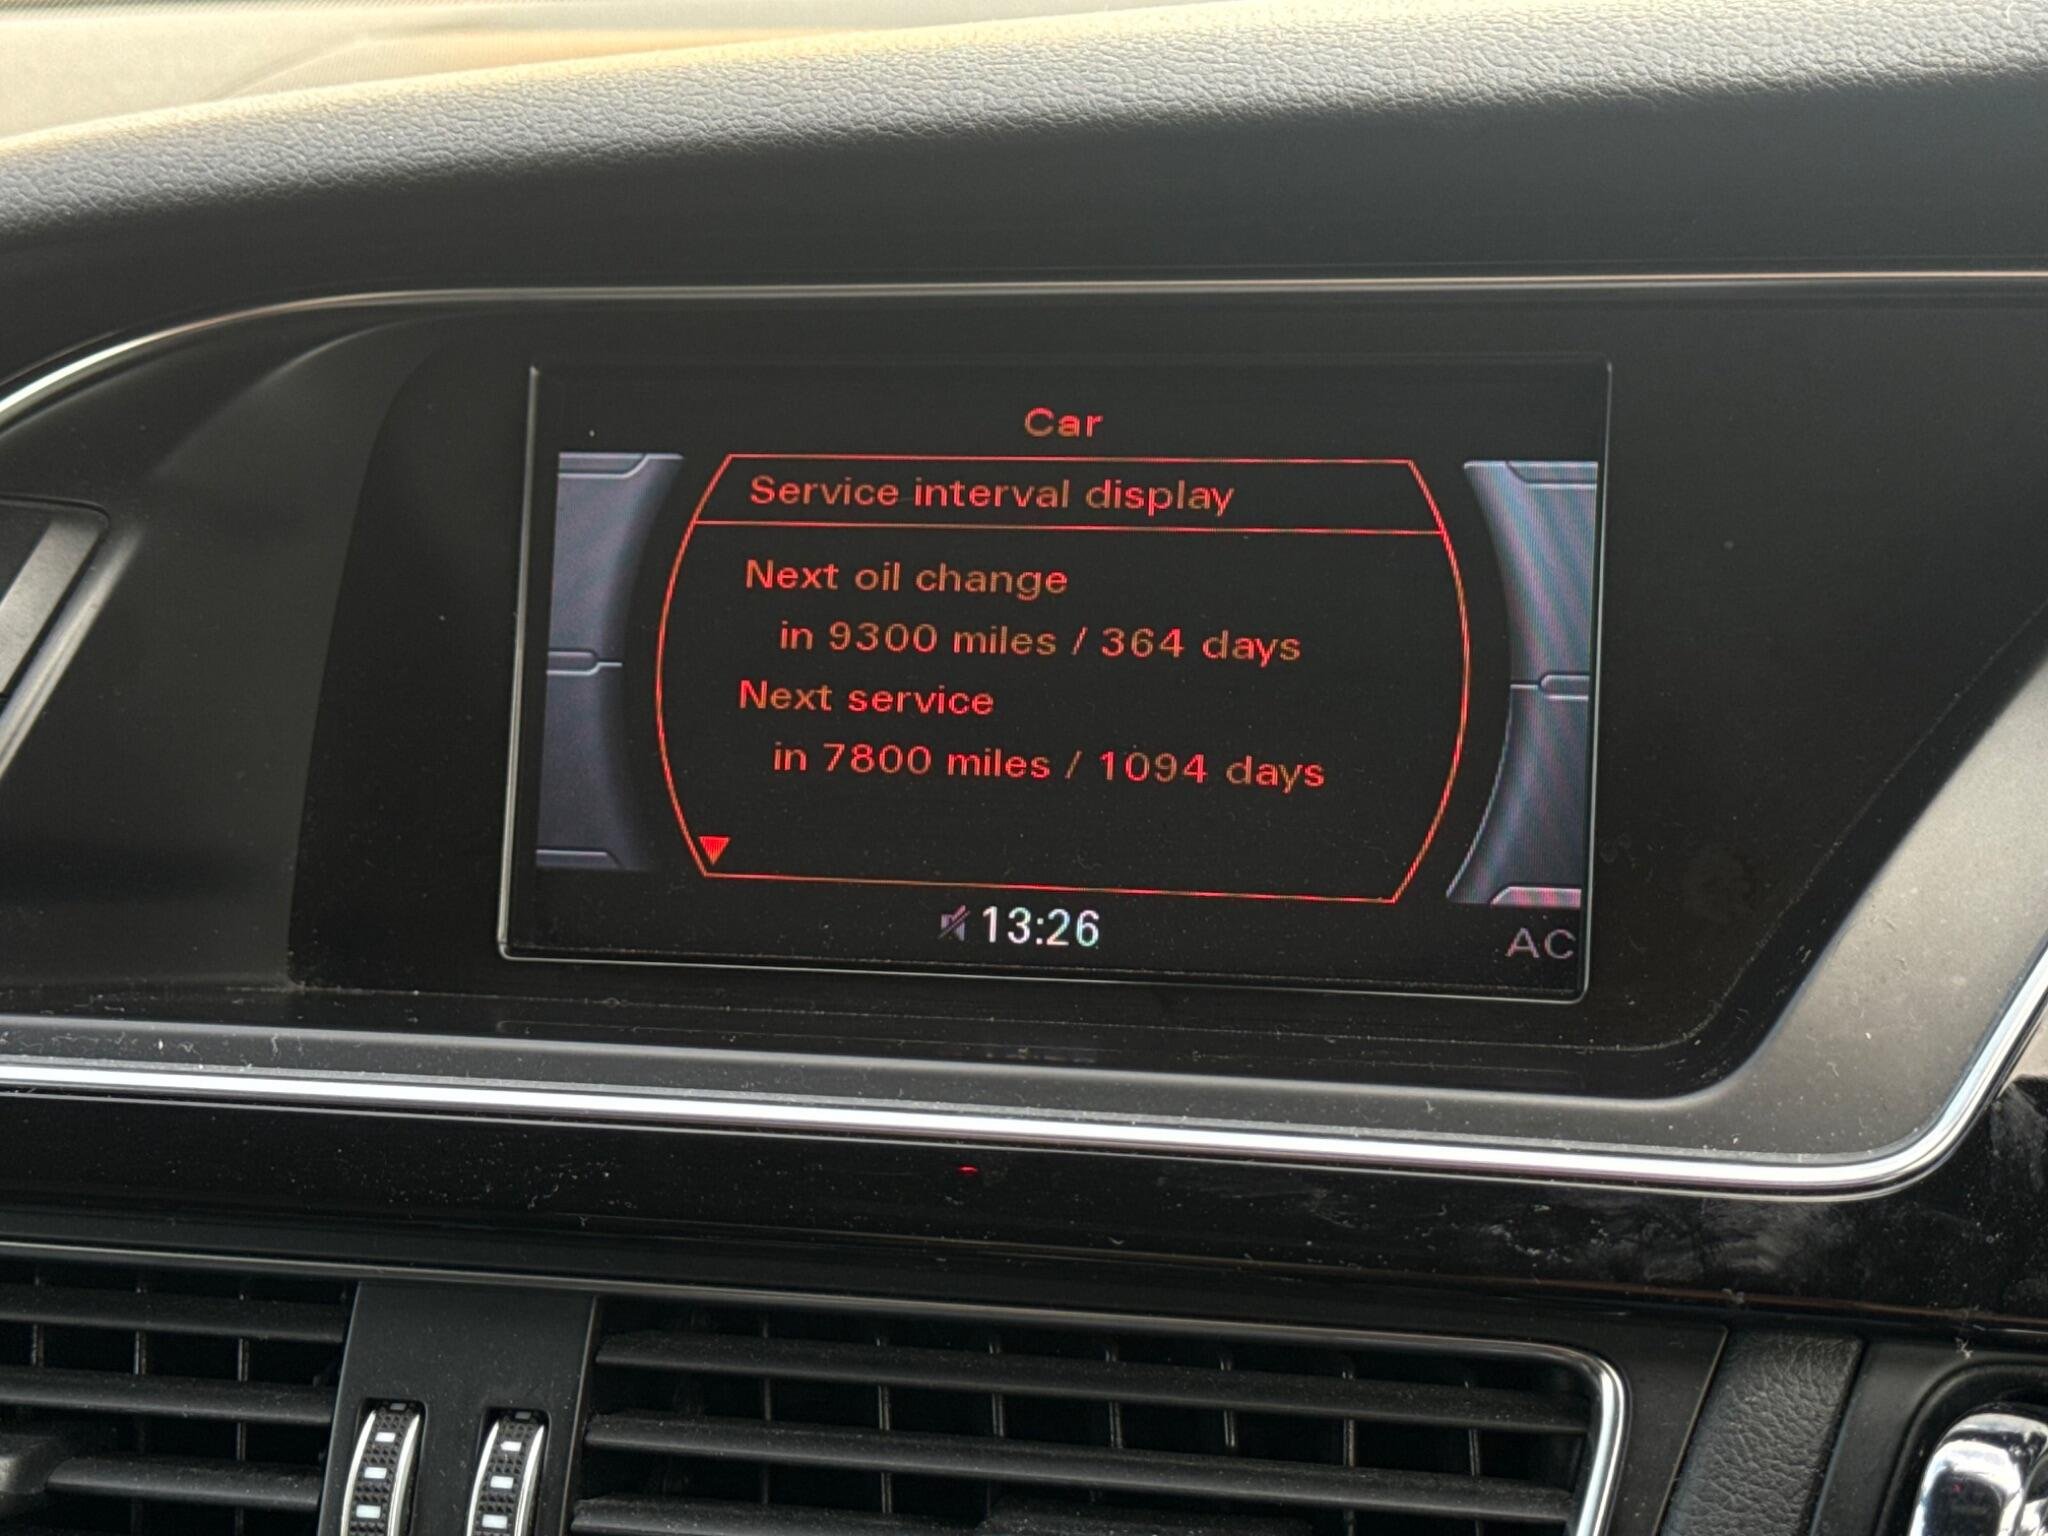 Car
Service interval display
Next oil change
in 9300 miles / 364 days
Next service
in 7800 miles / 1094 days
13:26
AC